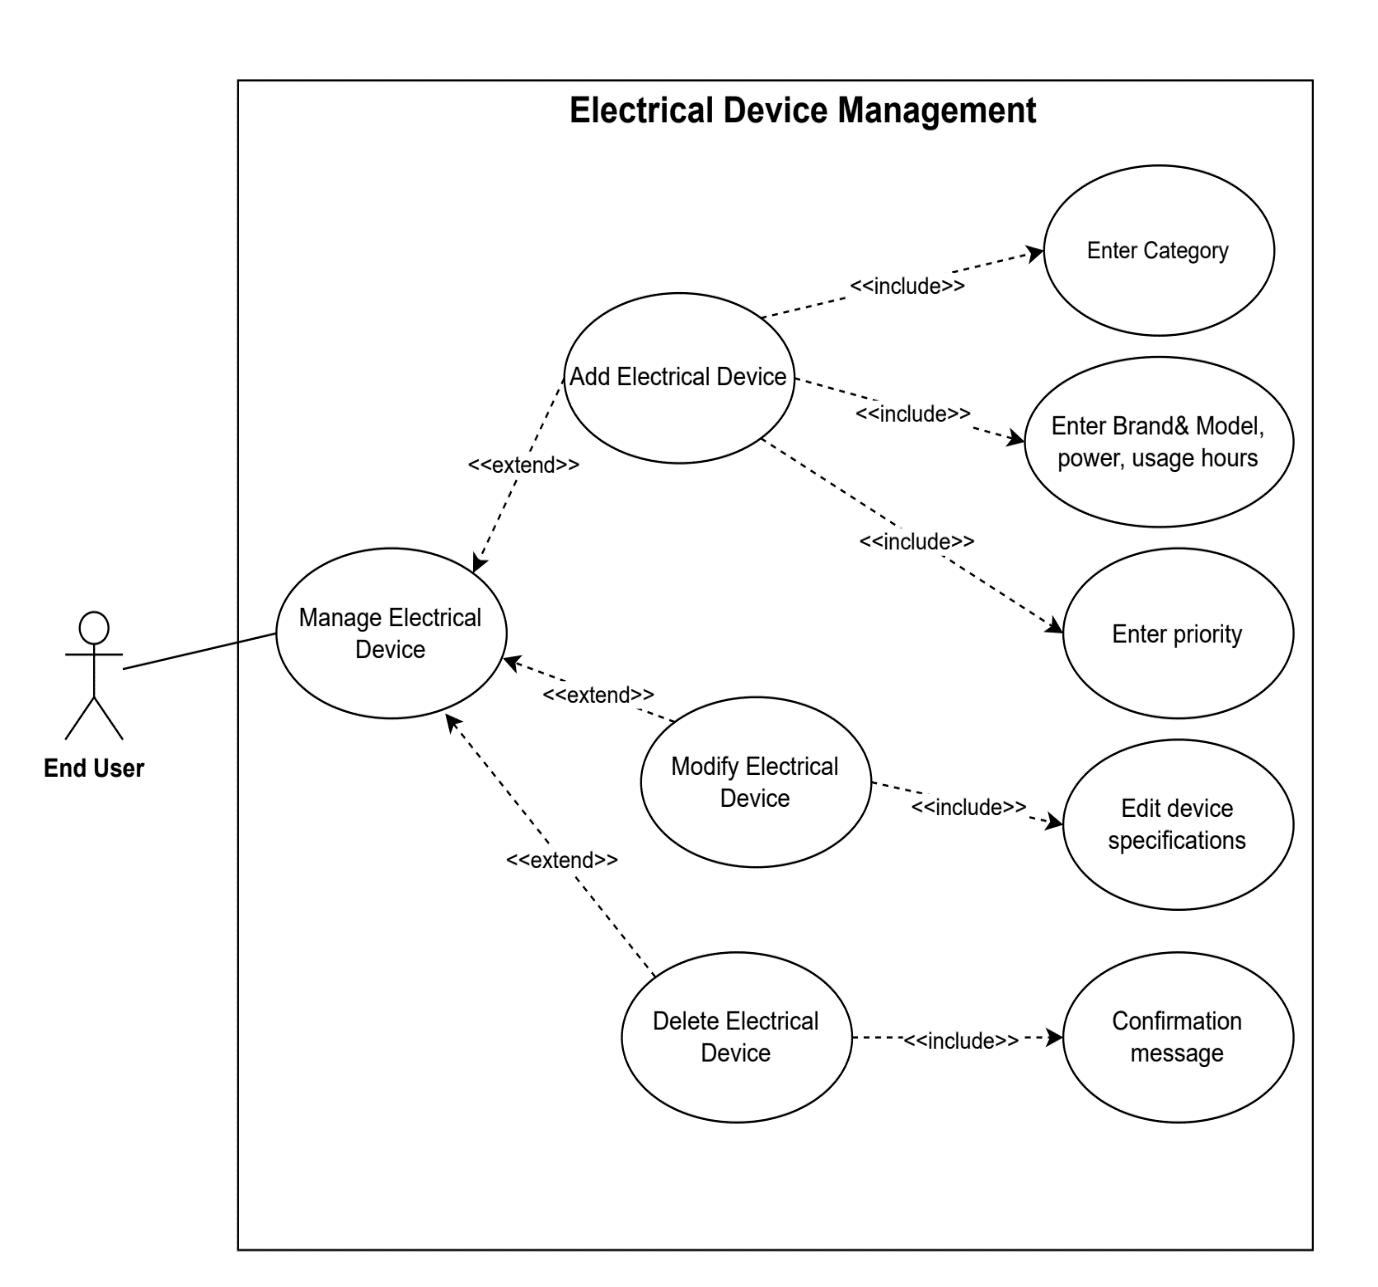 Electrical Device Management
Enter Category
<<include>>
Add Electrical Device
<<include>>
Enter Brand& Model,
power, usage hours
<<extend>>
<<include>>
Manage Electrical
Device
Enter priority
<<extend>>
End User
Modify Electrical
Device
<<include>>
Edit device
specifications
<<extend>>
Delete Electrical
Device
<<include>>
Confirmation
message